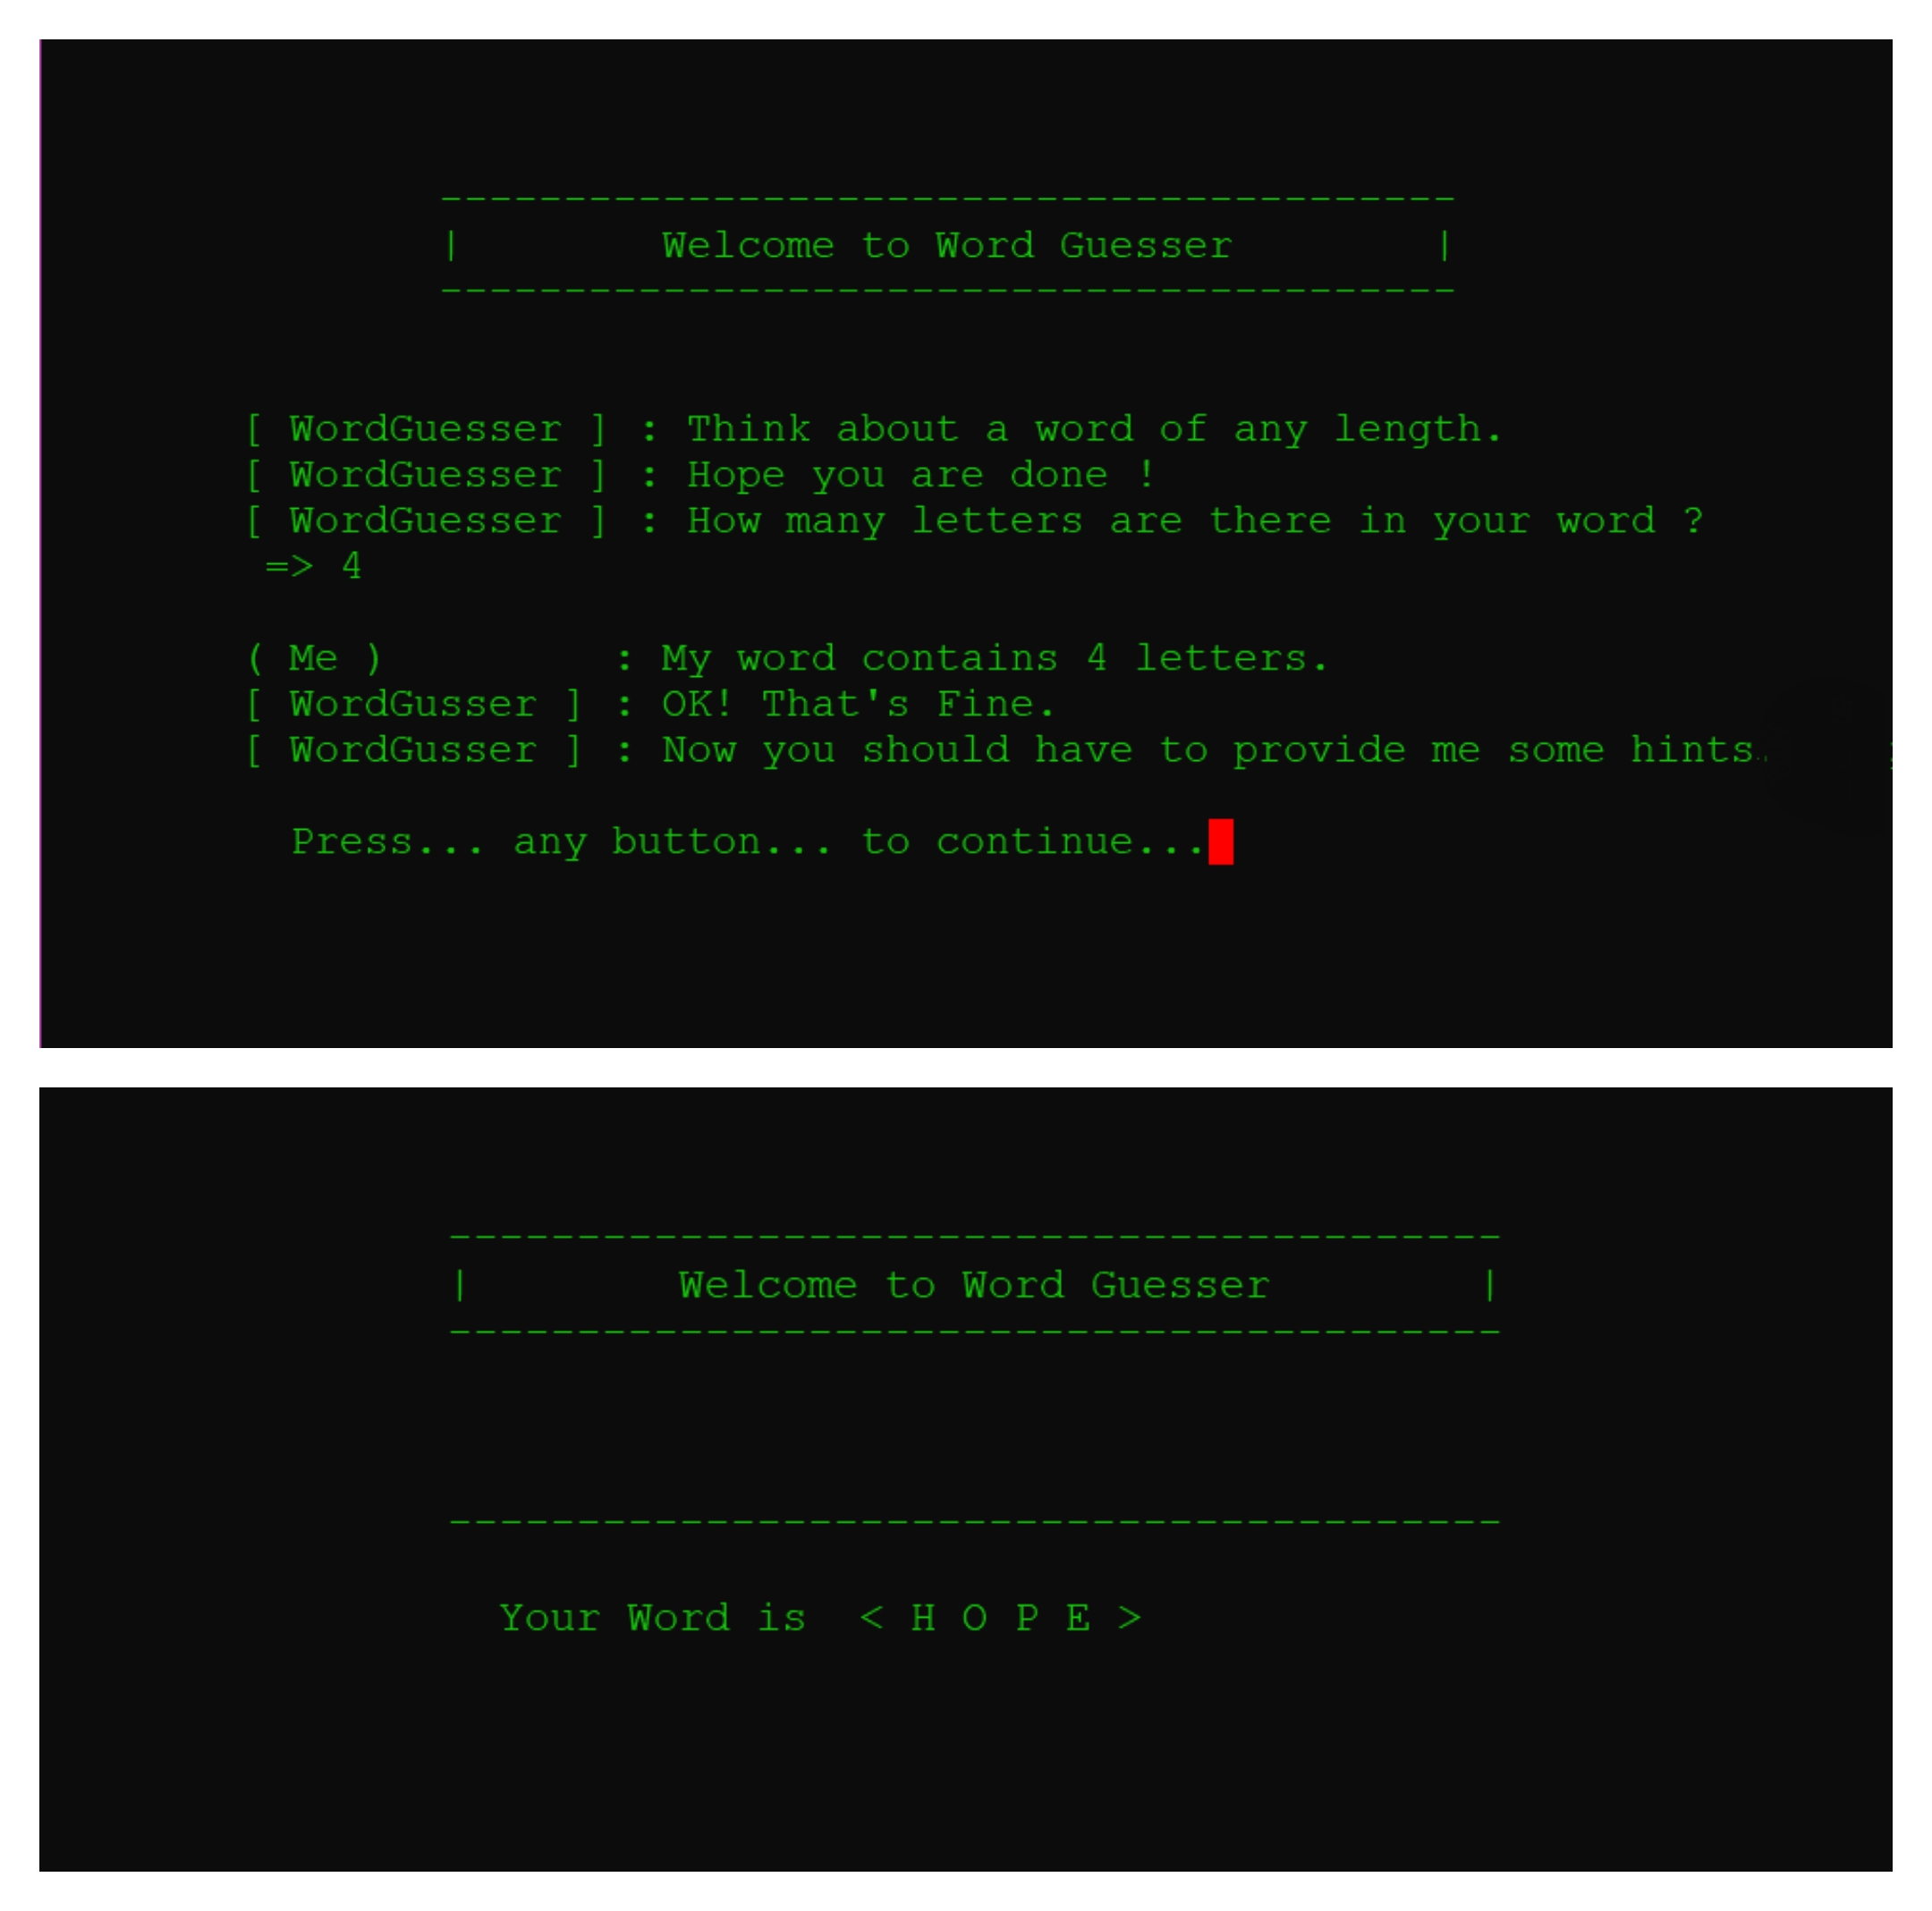 -----------------------------------------
| Welcome to Word Guesser |
-----------------------------------------
[ WordGuesser ] : Think about a word of any length.
[ WordGuesser ] : Hope you are done !
[ WordGuesser ] : How many letters are there in your word ?
=> 4
( Me ) : My word contains 4 letters.
[ WordGusser ] : OK! That's Fine.
[ WordGusser ] : Now you should have to provide me some hints.
Press... any button... to continue...
-----------------------------------------
| Welcome to Word Guesser |
-----------------------------------------
-----------------------------------------
Your Word is < H O P E >